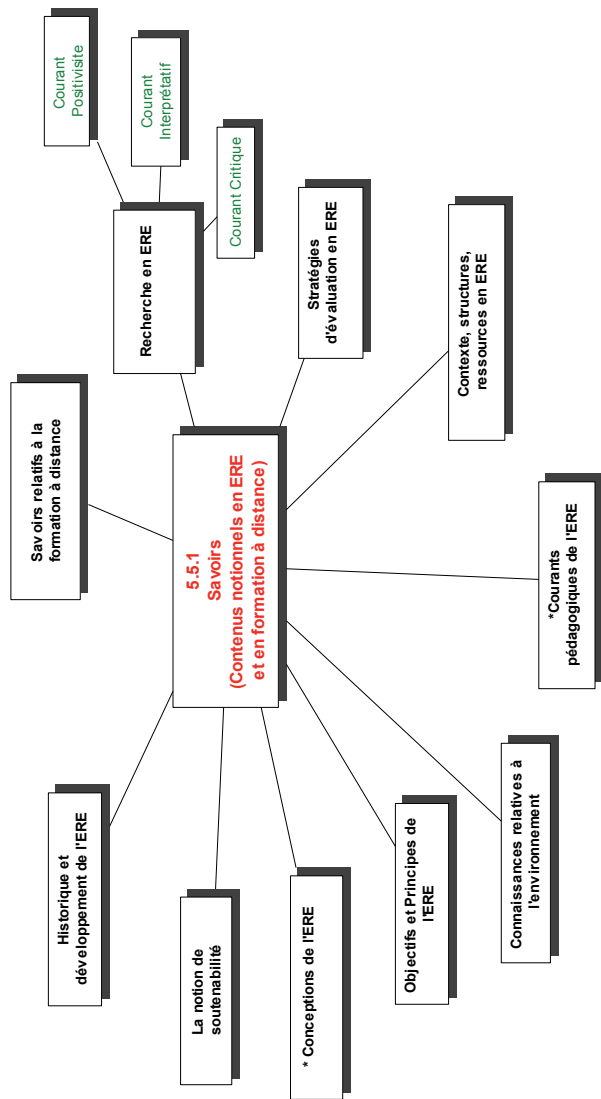 5.5.1
Savoirs
(Contenus notionnels en ERE
et en formation à distance)
Savoirs relatifs à la
formation à distance
Recherche en ERE
Courant
Positivisite
Courant
Interprétatif
Courant Critique
Stratégies
d'évaluation en ERE
Contexte, structures,
ressources en ERE
*Courants
pédagogiques de l'ERE
Connaissances relatives à
l'environnement
Objectifs et Principes de
l'ERE
* Conceptions de l'ERE
La notion de
soutenabilité
Historique et
développement de l'ERE